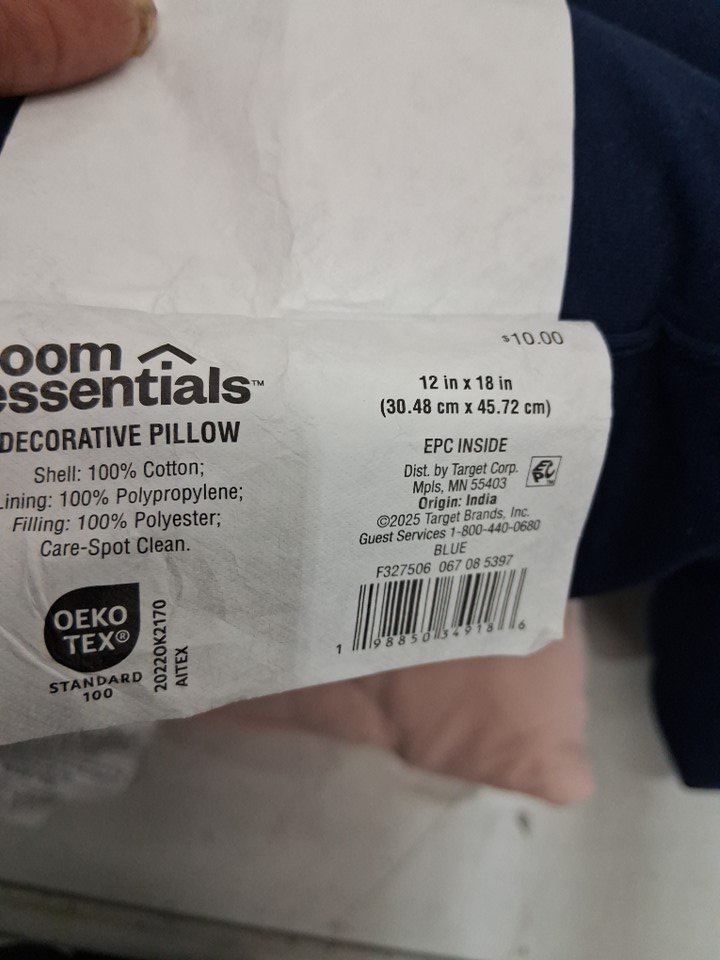 oom
essentials™
DECORATIVE PILLOW
Shell: 100% Cotton;
Lining: 100% Polypropylene;
Filling: 100% Polyester;
Care-Spot Clean.
OEKO
TEX®
STANDARD
100
2022OK2170
AITEX
$10.00
12 in x 18 in
(30.48 cm x 45.72 cm)
EPC INSIDE
Dist. by Target Corp.
Mpls, MN 55403
EPC™
Origin: India
©2025 Target Brands, Inc.
Guest Services 1-800-440-0680
BLUE
F327506 067 08 5397
1 98850 34918 6